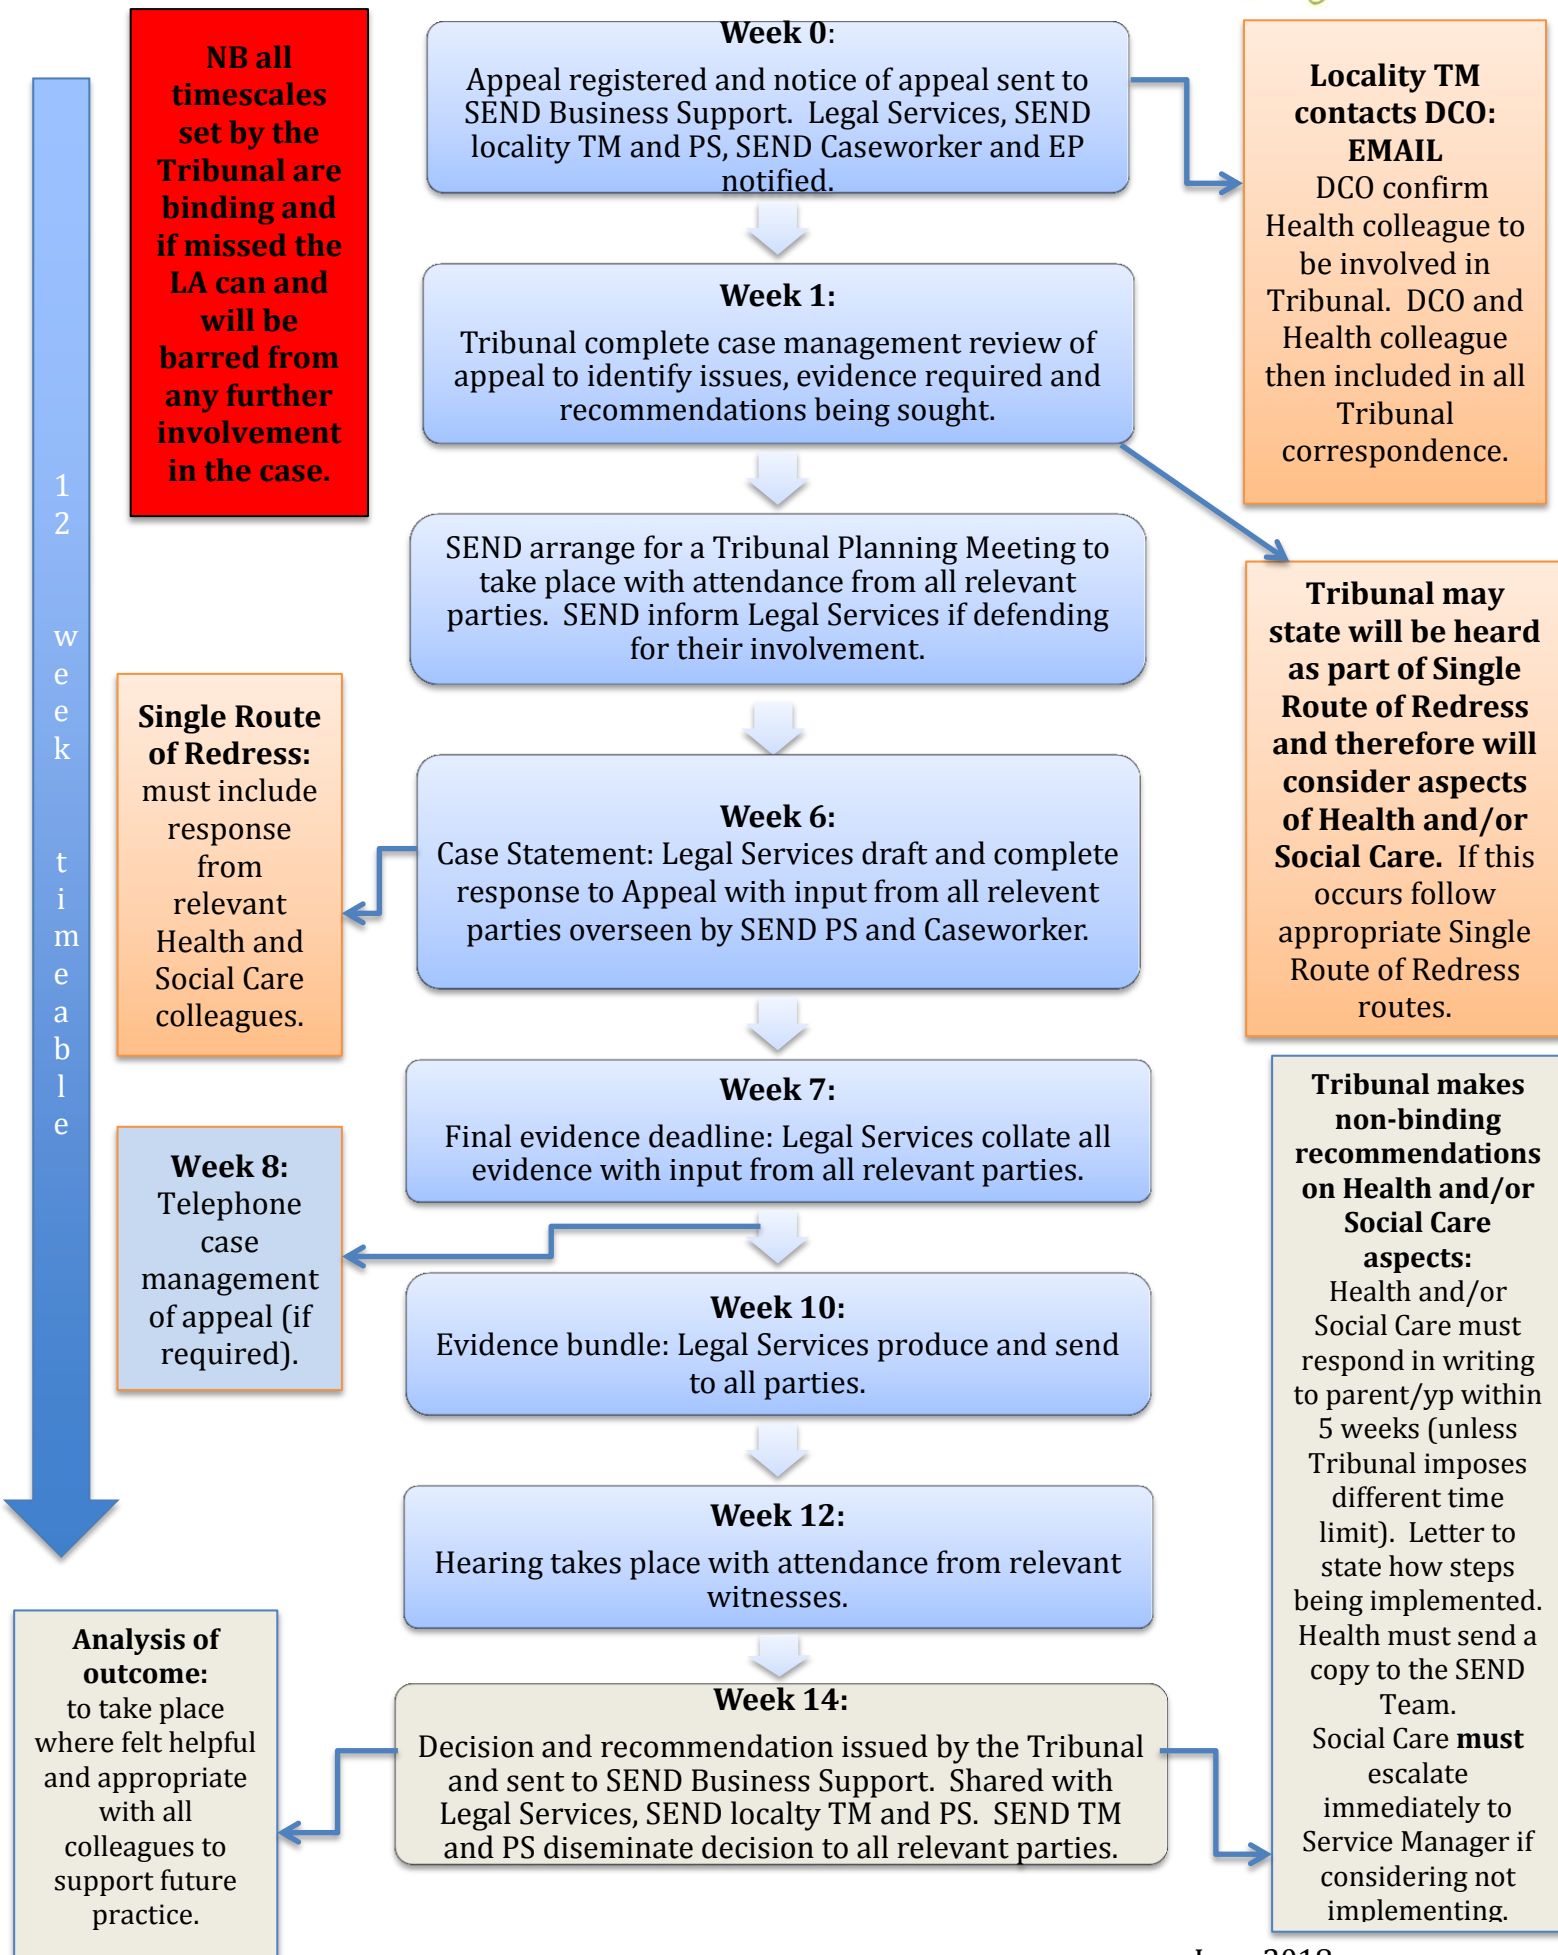 NB all
timescales
set by the
Tribunal are
binding and
if missed the
LA can and
will be
barred from
any further
involvement
in the case.
Week 0:
Appeal registered and notice of appeal sent to
SEND Business Support.  Legal Services, SEND
locality TM and PS, SEND Caseworker and EP
notified.
Locality TM
contacts DCO:
EMAIL
DCO confirm
Health colleague to
be involved in
Tribunal.  DCO and
Health colleague
then included in all
Tribunal
correspondence.
Week 1:
Tribunal complete case management review of
appeal to identify issues, evidence required and
recommendations being sought.
12 week timeable
SEND arrange for a Tribunal Planning Meeting to
take place with attendance from all relevant
parties.  SEND inform Legal Services if defending
for their involvement.
Tribunal may
state will be heard
as part of Single
Route of Redress
and therefore will
consider aspects
of Health and/or
Social Care.  If this
occurs follow
appropriate Single
Route of Redress
routes.
Single Route
of Redress:
must include
response
from
relevant
Health and
Social Care
colleagues.
Week 6:
Case Statement: Legal Services draft and complete
response to Appeal with input from all relevent
parties overseen by SEND PS and Caseworker.
Week 7:
Final evidence deadline: Legal Services collate all
evidence with input from all relevant parties.
Week 8:
Telephone
case
management
of appeal (if
required).
Week 10:
Evidence bundle: Legal Services produce and send
to all parties.
Week 12:
Hearing takes place with attendance from relevant
witnesses.
Tribunal makes
non-binding
recommendations
on Health and/or
Social Care
aspects:
Health and/or
Social Care must
respond in writing
to parent/yp within
5 weeks (unless
Tribunal imposes
different time
limit).  Letter to
state how steps
being implemented.
Health must send a
copy to the SEND
Team.
Social Care must
escalate
immediately to
Service Manager if
considering not
implementing.
Analysis of
outcome:
to take place
where felt helpful
and appropriate
with all
colleagues to
support future
practice.
Week 14:
Decision and recommendation issued by the Tribunal
and sent to SEND Business Support.  Shared with
Legal Services, SEND localty TM and PS.  SEND TM
and PS diseminate decision to all relevant parties.
2018